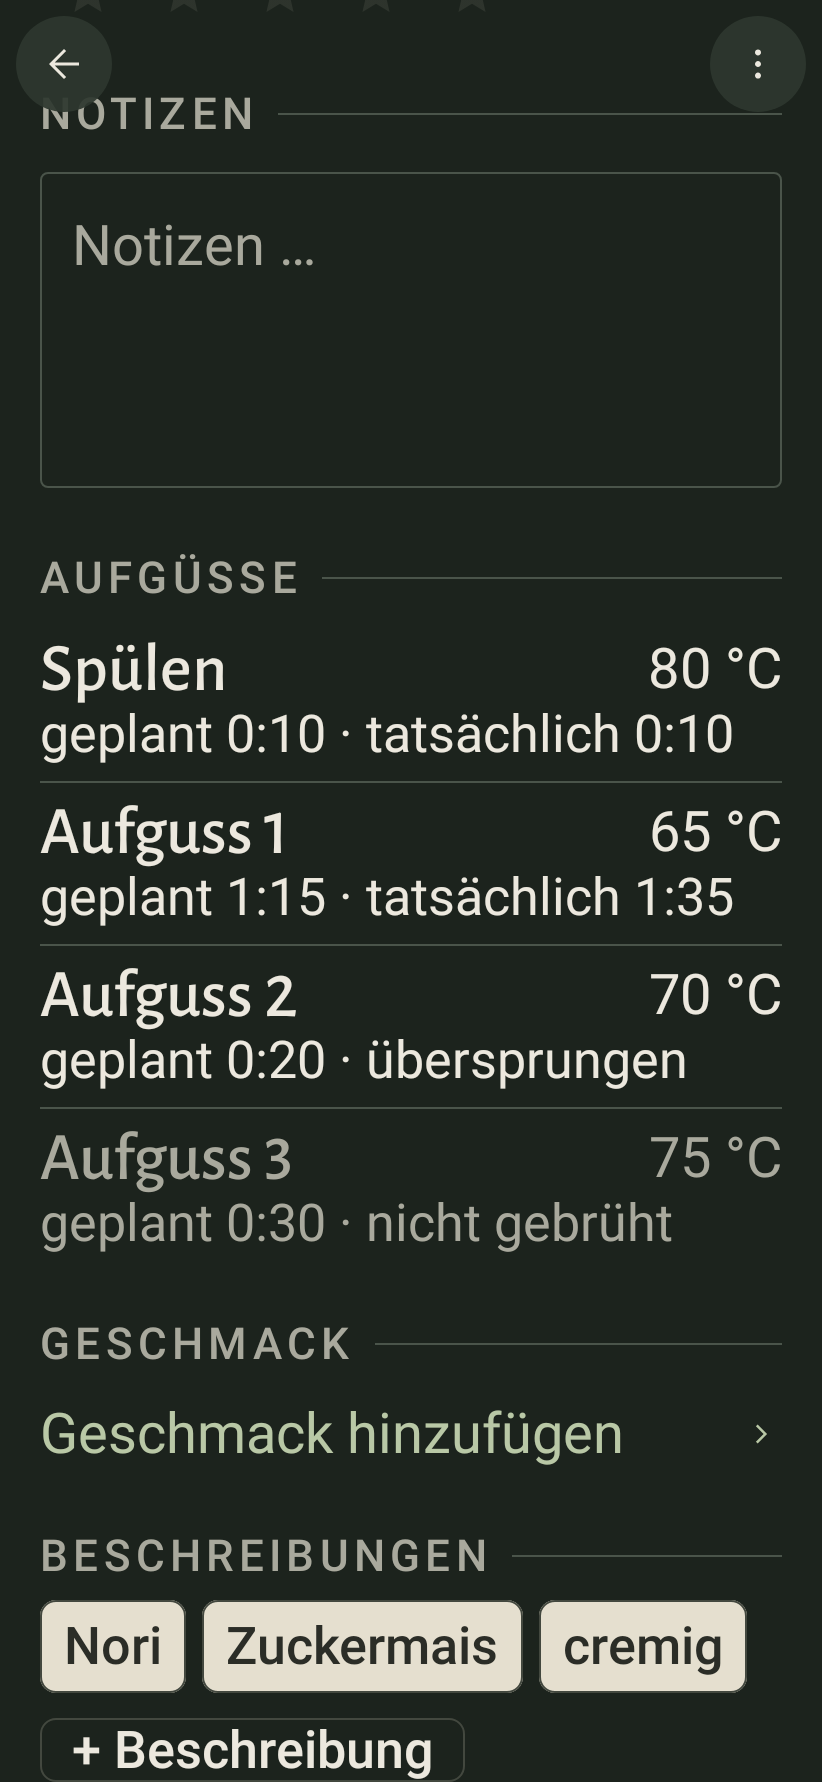 NOTIZEN
Notizen …
AUFGÜSSE
Spülen 80 °C
geplant 0:10 · tatsächlich 0:10
Aufguss 1 65 °C
geplant 1:15 · tatsächlich 1:35
Aufguss 2 70 °C
geplant 0:20 · übersprungen
Aufguss 3 75 °C
geplant 0:30 · nicht gebrüht
GESCHMACK
Geschmack hinzufügen
BESCHREIBUNGEN
Nori Zuckermais cremig
+ Beschreibung